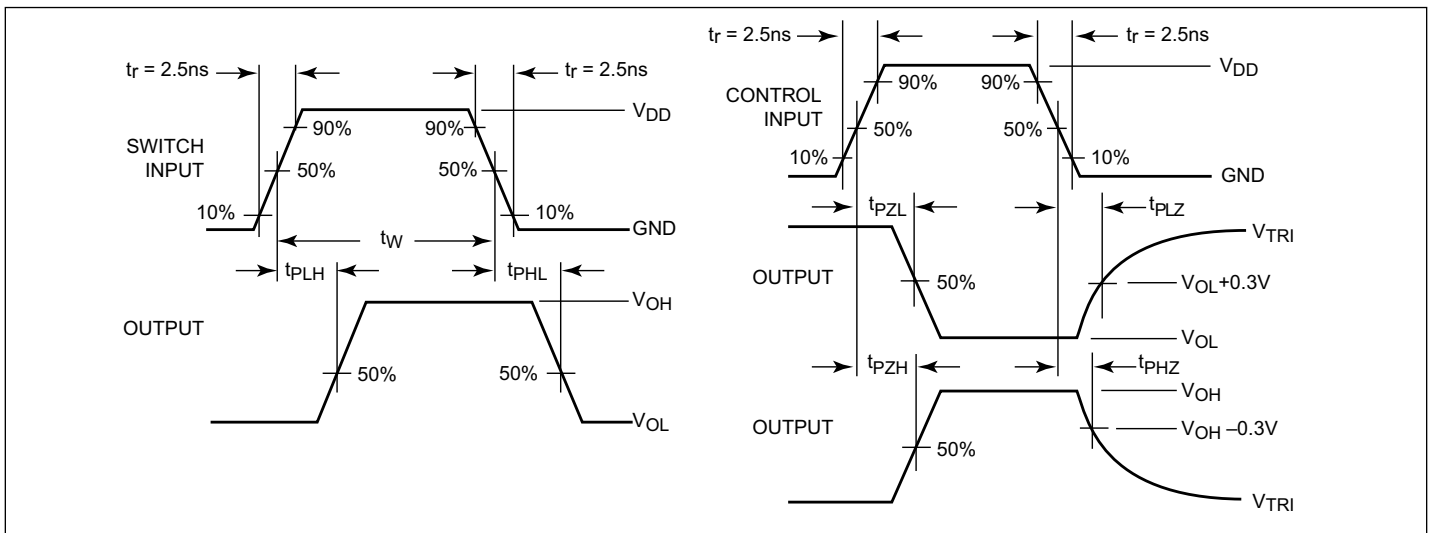 tr = 2.5ns
tr = 2.5ns
VDD
90%
90%
SWITCH
INPUT
50%
50%
10%
10%
GND
tW
tPLH
tPHL
VOH
OUTPUT
50%
50%
VOL
tr = 2.5ns
tr = 2.5ns
VDD
90%
90%
CONTROL
INPUT
50%
50%
10%
10%
GND
tPZL
tPLZ
VTRI
OUTPUT
50%
VOL+0.3V
VOL
tPZH
tPHZ
VOH
VOH –0.3V
OUTPUT
50%
VTRI